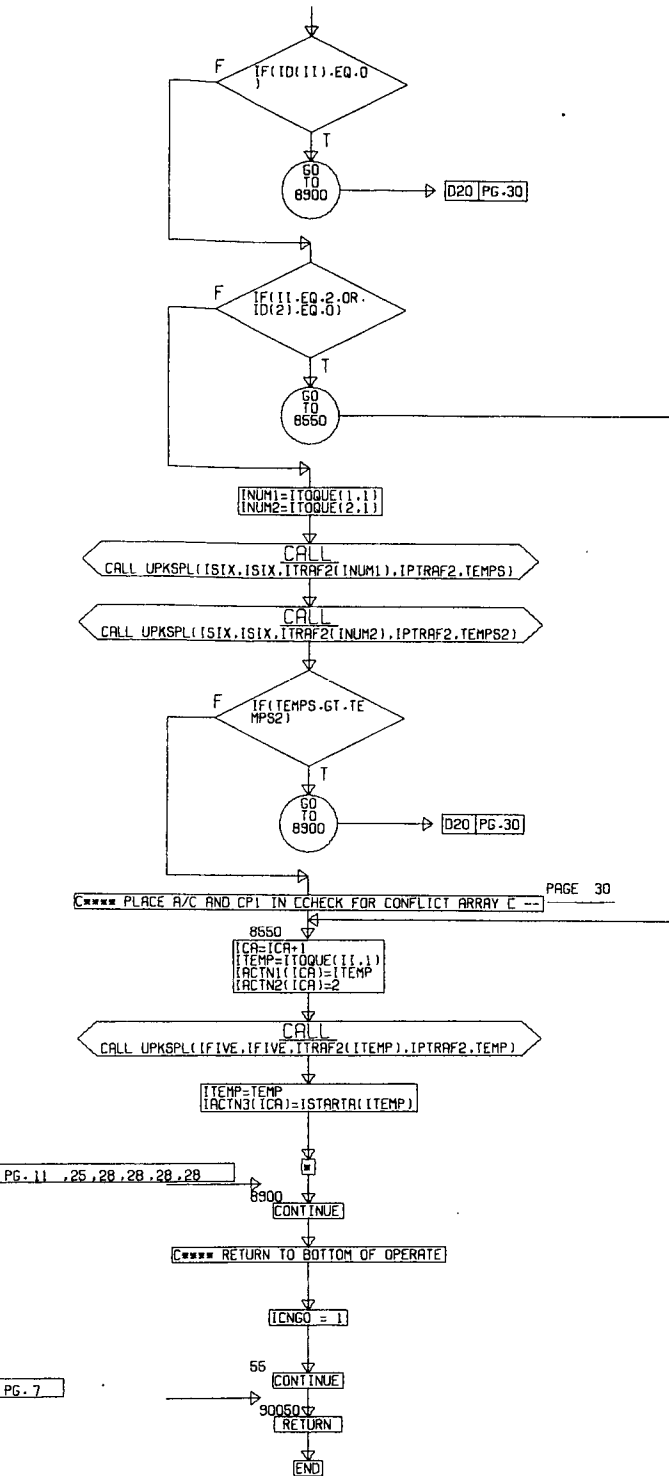 F
IF(ID(II).EQ.0
)
T
GO
TO
8900
D20 PG.30
F
IF(II.EQ.2.OR.
ID(2).EQ.0)
T
GO
TO
8550
INUM1=ITOQUE(1,1)
INUM2=ITOQUE(2,1)
CALL
CALL UPKSPL(ISIX,ISIX,ITRAF2(INUM1),IPTRAF2,TEMPS)
CALL
CALL UPKSPL(ISIX,ISIX,ITRAF2(INUM2),IPTRAF2,TEMPS2)
F
IF(TEMPS.GT.TE
MPS2)
T
GO
TO
8900
D20 PG.30
PAGE 30
C**** PLACE A/C AND CP1 IN CCHECK FOR CONFLICT ARRAY C --
8550
ICA=ICA+1
ITEMP=ITOQUE(II,1)
IACTN1(ICA)=ITEMP
IACTN2(ICA)=2
CALL
CALL UPKSPL(IFIVE,IFIVE,ITRAF2(ITEMP),IPTRAF2,TEMP)
ITEMP=TEMP
IACTN3(ICA)=ISTARTA(ITEMP)
*
PG.11 ,25,28,28,28,28
8900
CONTINUE
C**** RETURN TO BOTTOM OF OPERATE
ICNGO = 1
55
CONTINUE
PG.7
90050
RETURN
END